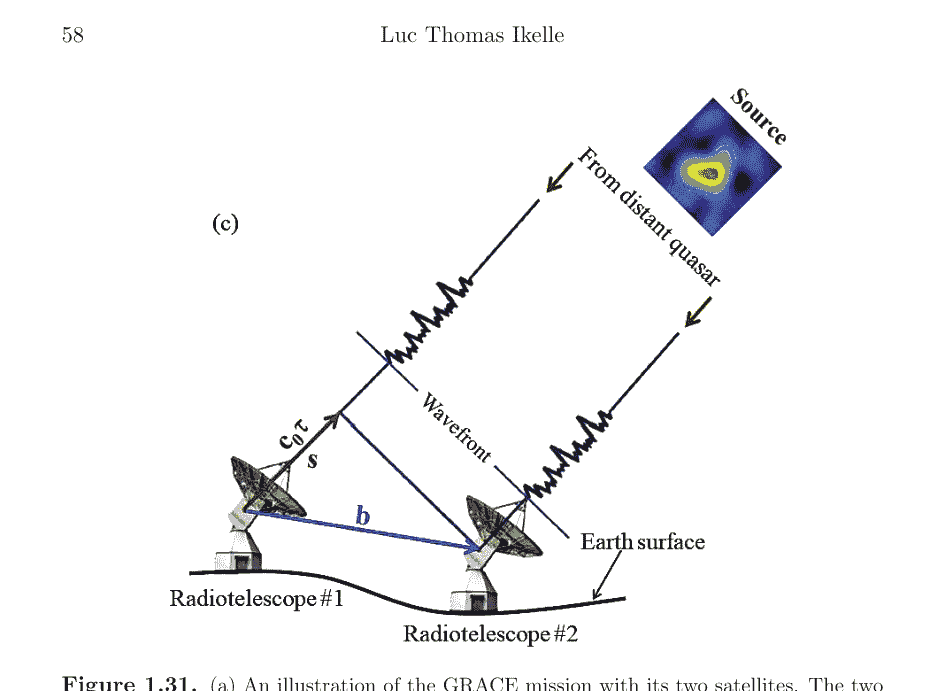 58
Luc Thomas Ikelle
Source
From distant quasar
(c)
Wavefront
c₀τ
s
b
Earth surface
Radiotelescope #1
Radiotelescope #2
Figure 1.31. (a) An illustration of the GRACE mission with its two satellites. The two